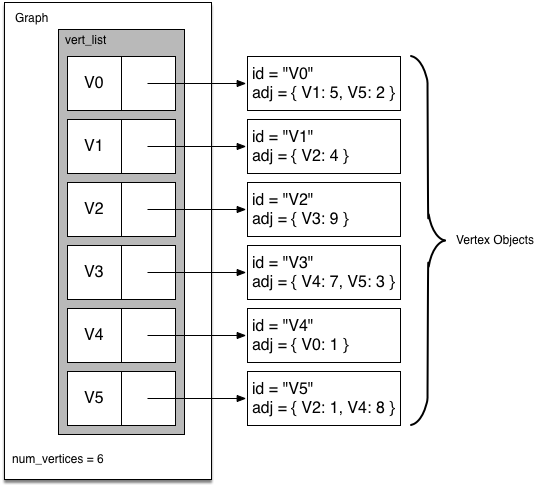 Graph
vert_list
V0
id = "V0"
adj = { V1: 5, V5: 2 }
V1
id = "V1"
adj = { V2: 4 }
V2
id = "V2"
adj = { V3: 9 }
V3
id = "V3"
adj = { V4: 7, V5: 3 }
V4
id = "V4"
adj = { V0: 1 }
V5
id = "V5"
adj = { V2: 1, V4: 8 }
Vertex Objects
num_vertices = 6